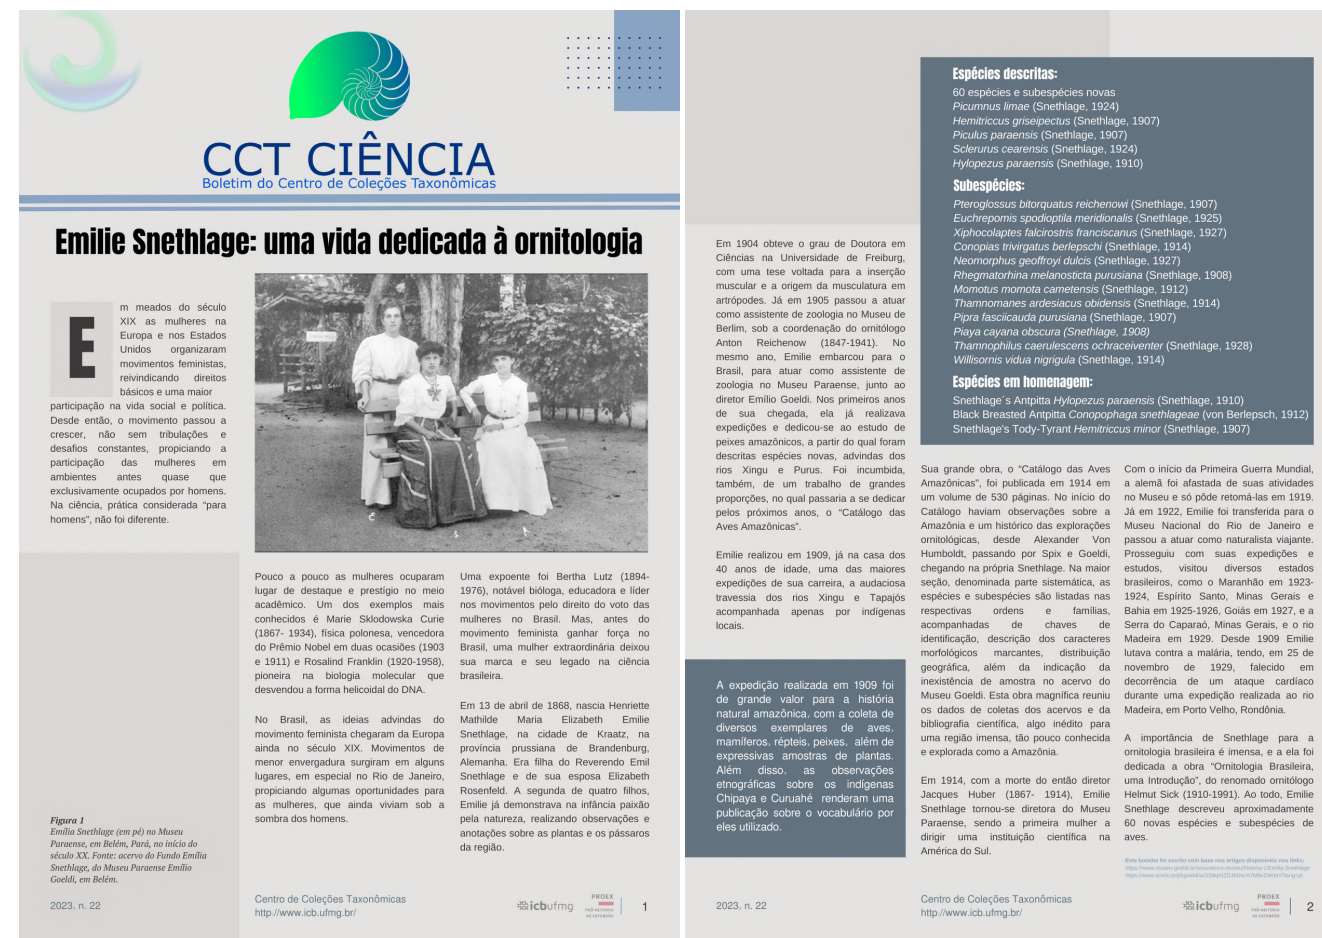 CCT CIÊNCIA
Boletim do Centro de Coleções Taxonômicas
Emilie Snethlage: uma vida dedicada à ornitologia
E
m meados do século
XIX as mulheres na
Europa e nos Estados
Unidos organizaram
movimentos feministas,
reivindicando direitos
básicos e uma maior
participação na vida social e política.
Desde então, o movimento passou a
crescer, não sem tribulações e
desafios constantes, propiciando a
participação das mulheres em
ambientes antes quase que
exclusivamente ocupados por homens.
Na ciência, prática considerada “para
homens”, não foi diferente.
Figura 1
Emília Snethlage (em pé) no Museu
Paraense, em Belém, Pará, no início do
século XX. Fonte: acervo do Fundo Emília
Snethlage, do Museu Paraense Emílio
Goeldi, em Belém.
Pouco a pouco as mulheres ocuparam
lugar de destaque e prestígio no meio
acadêmico. Um dos exemplos mais
conhecidos é Marie Sklodowska Curie
(1867- 1934), física polonesa, vencedora
do Prêmio Nobel em duas ocasiões (1903
e 1911) e Rosalind Franklin (1920-1958),
pioneira na biologia molecular que
desvendou a forma helicoidal do DNA.
No Brasil, as ideias advindas do
movimento feminista chegaram da Europa
ainda no século XIX. Movimentos de
menor envergadura surgiram em alguns
lugares, em especial no Rio de Janeiro,
propiciando algumas oportunidades para
as mulheres, que ainda viviam sob a
sombra dos homens.
Uma expoente foi Bertha Lutz (1894-
1976), notável bióloga, educadora e líder
nos movimentos pelo direito do voto das
mulheres no Brasil. Mas, antes do
movimento feminista ganhar força no
Brasil, uma mulher extraordinária deixou
sua marca e seu legado na ciência
brasileira.
Em 13 de abril de 1868, nascia Henriette
Mathilde Maria Elizabeth Emilie
Snethlage, na cidade de Kraatz, na
província prussiana de Brandenburg,
Alemanha. Era filha do Reverendo Emil
Snethlage e de sua esposa Elizabeth
Rosenfeld. A segunda de quatro filhos,
Emilie já demonstrava na infância paixão
pela natureza, realizando observações e
anotações sobre as plantas e os pássaros
da região.
2023. n. 22
Centro de Coleções Taxonômicas
http://www.icb.ufmg.br/
icbufmg
PROEX
PRÓ-REITORIA
DE EXTENSÃO
1
Em 1904 obteve o grau de Doutora em
Ciências na Universidade de Freiburg,
com uma tese voltada para a inserção
muscular e a origem da musculatura em
artrópodes. Já em 1905 passou a atuar
como assistente de zoologia no Museu de
Berlim, sob a coordenação do ornitólogo
Anton Reichenow (1847-1941). No
mesmo ano, Emilie embarcou para o
Brasil, para atuar como assistente de
zoologia no Museu Paraense, junto ao
diretor Emílio Goeldi. Nos primeiros anos
de sua chegada, ela já realizava
expedições e dedicou-se ao estudo de
peixes amazônicos, a partir do qual foram
descritas espécies novas, advindas dos
rios Xingu e Purus. Foi incumbida,
também, de um trabalho de grandes
proporções, no qual passaria a se dedicar
pelos próximos anos, o “Catálogo das
Aves Amazônicas”.
Emilie realizou em 1909, já na casa dos
40 anos de idade, uma das maiores
expedições de sua carreira, a audaciosa
travessia dos rios Xingu e Tapajós
acompanhada apenas por indígenas
locais.
A expedição realizada em 1909 foi
de grande valor para a história
natural amazônica, com a coleta de
diversos exemplares de aves,
mamíferos, répteis, peixes, além de
expressivas amostras de plantas.
Além disso, as observações
etnográficas sobre os indígenas
Chipaya e Curuahé renderam uma
publicação sobre o vocabulário por
eles utilizado.
Espécies descritas:
60 espécies e subespécies novas
Picumnus limae (Snethlage, 1924)
Hemitriccus griseipectus (Snethlage, 1907)
Piculus paraensis (Snethlage, 1907)
Sclerurus cearensis (Snethlage, 1924)
Hylopezus paraensis (Snethlage, 1910)
Subespécies:
Pteroglossus bitorquatus reichenowi (Snethlage, 1907)
Euchrepomis spodioptila meridionalis (Snethlage, 1925)
Xiphocolaptes falcirostris franciscanus (Snethlage, 1927)
Conopias trivirgatus berlepschi (Snethlage, 1914)
Neomorphus geoffroyi dulcis (Snethlage, 1927)
Rhegmatorhina melanosticta purusiana (Snethlage, 1908)
Momotus momota cametensis (Snethlage, 1912)
Thamnomanes ardesiacus obidensis (Snethlage, 1914)
Pipra fasciicauda purusiana (Snethlage, 1907)
Piaya cayana obscura (Snethlage, 1908)
Thamnophilus caerulescens ochraceiventer (Snethlage, 1928)
Willisornis vidua nigrigula (Snethlage, 1914)
Espécies em homenagem:
Snethlage´s Antpitta Hylopezus paraensis (Snethlage, 1910)
Black Breasted Antpitta Conopophaga snethlageae (von Berlepsch, 1912)
Snethlage's Tody-Tyrant Hemitriccus minor (Snethlage, 1907)
Sua grande obra, o “Catálogo das Aves
Amazônicas”, foi publicada em 1914 em
um volume de 530 páginas. No início do
Catálogo haviam observações sobre a
Amazônia e um histórico das explorações
ornitológicas, desde Alexander Von
Humboldt, passando por Spix e Goeldi,
chegando na própria Snethlage. Na maior
seção, denominada parte sistemática, as
espécies e subespécies são listadas nas
respectivas ordens e famílias,
acompanhadas de chaves de
identificação, descrição dos caracteres
morfológicos marcantes, distribuição
geográfica, além da indicação da
inexistência de amostra no acervo do
Museu Goeldi. Esta obra magnífica reuniu
os dados de coletas dos acervos e da
bibliografia científica, algo inédito para
uma região imensa, tão pouco conhecida
e explorada como a Amazônia.
Em 1914, com a morte do então diretor
Jacques Huber (1867- 1914), Emilie
Snethlage tornou-se diretora do Museu
Paraense, sendo a primeira mulher a
dirigir uma instituição científica na
América do Sul.
Com o início da Primeira Guerra Mundial,
a alemã foi afastada de suas atividades
no Museu e só pôde retomá-las em 1919.
Já em 1922, Emilie foi transferida para o
Museu Nacional do Rio de Janeiro e
passou a atuar como naturalista viajante.
Prosseguiu com suas expedições e
estudos, visitou diversos estados
brasileiros, como o Maranhão em 1923-
1924, Espírito Santo, Minas Gerais e
Bahia em 1925-1926, Goiás em 1927, e a
Serra do Caparaó, Minas Gerais, e o rio
Madeira em 1929. Desde 1909 Emilie
lutava contra a malária, tendo, em 25 de
novembro de 1929, falecido em
decorrência de um ataque cardíaco
durante uma expedição realizada ao rio
Madeira, em Porto Velho, Rondônia.
A importância de Snethlage para a
ornitologia brasileira é imensa, e a ela foi
dedicada a obra “Ornitologia Brasileira,
uma Introdução”, do renomado ornitólogo
Helmut Sick (1910-1991). Ao todo, Emilie
Snethlage descreveu aproximadamente
60 novas espécies e subespécies de
aves.
Este boletim foi escrito com base nos artigos disponíveis nos links:
2023. n. 22
Centro de Coleções Taxonômicas
http://www.icb.ufmg.br/
icbufmg
PROEX
PRÓ-REITORIA
DE EXTENSÃO
2